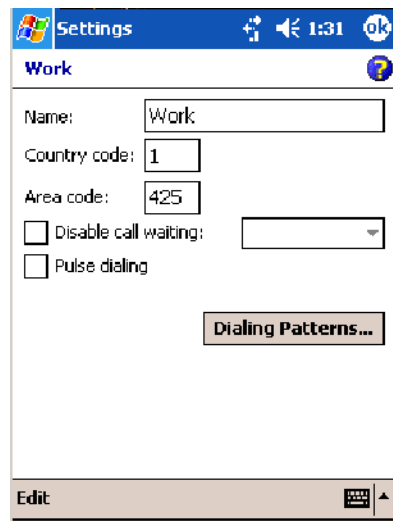 Settings 1:31 ok
Work ?
Name: Work
Country code: 1
Area code: 425
Disable call waiting:
Pulse dialing
Dialing Patterns...
Edit